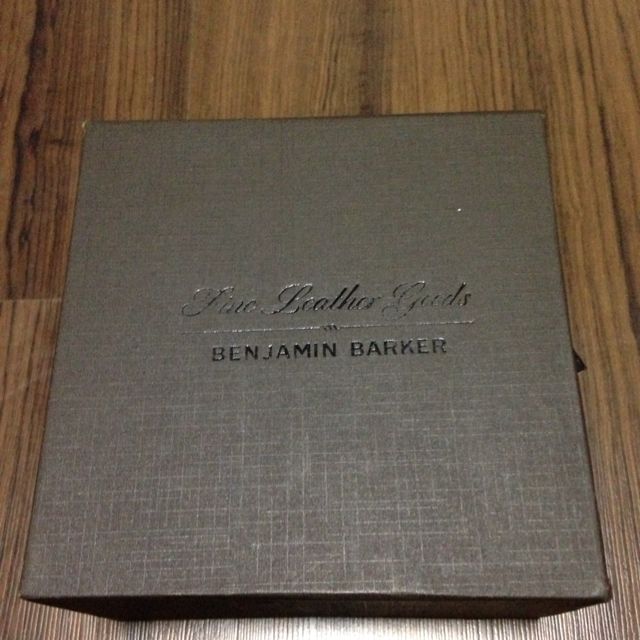 Fine Leather Goods
BENJAMIN BARKER